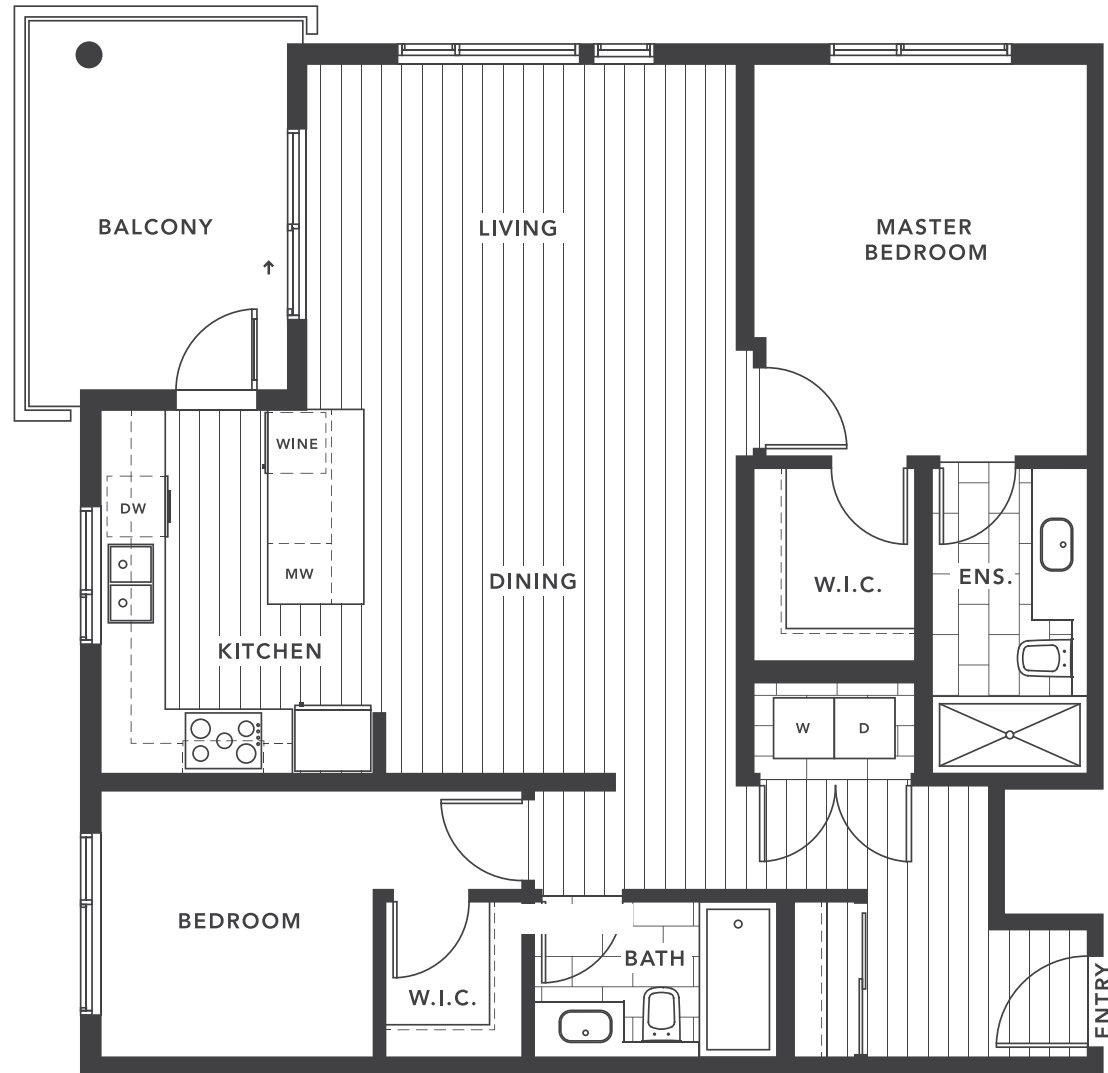 BALCONY
LIVING
MASTER
BEDROOM
WINE
DW
MW
DINING
W.I.C.
ENS.
KITCHEN
W
D
BEDROOM
BATH
W.I.C.
ENTRY